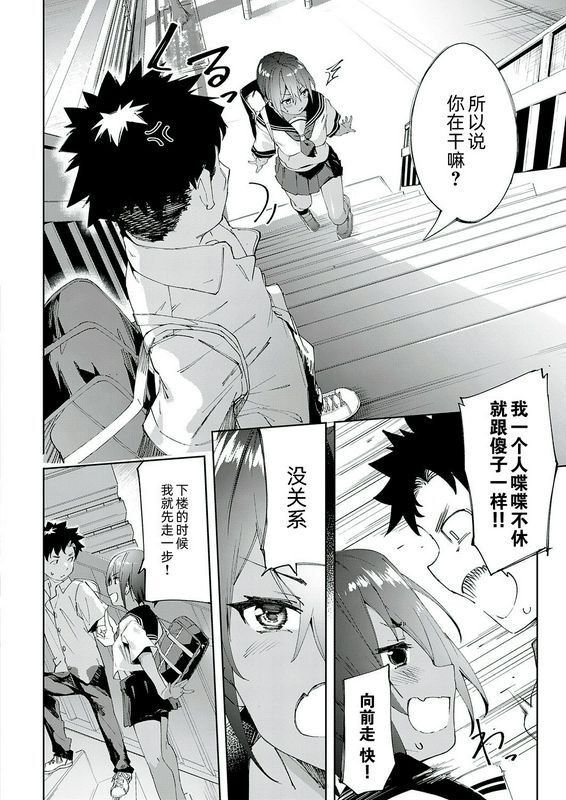 所以说
你在干嘛？
くるっ
我一个人喋喋不休
就跟傻子一样!!
向前走 快！
没关系
下楼的时候
我就先走一步！